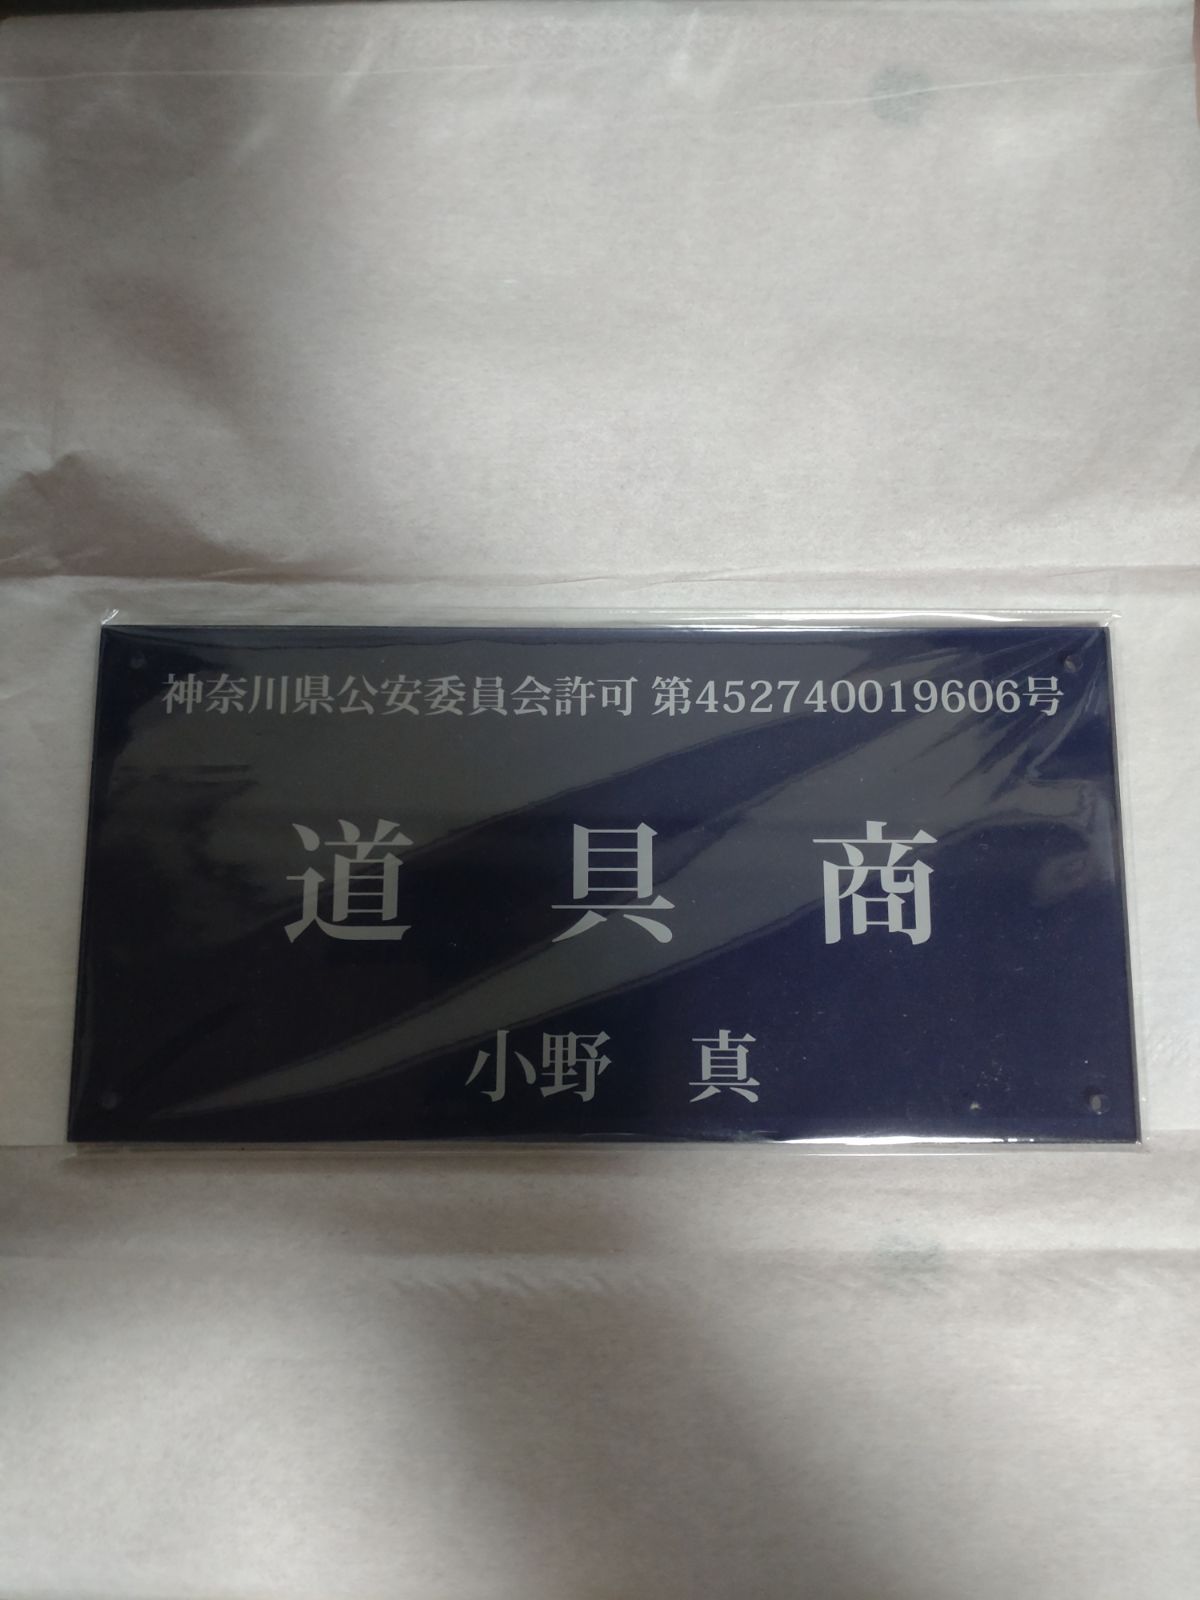 神奈川県公安委員会許可 第452740019606号
道具商
小野 真